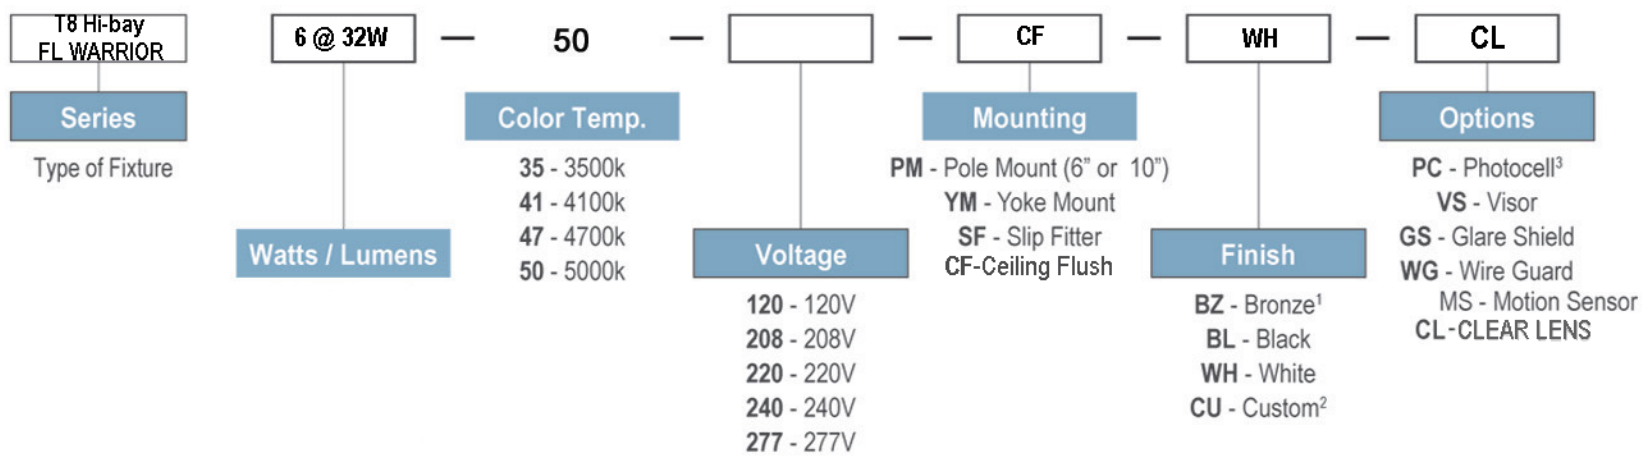 T8 Hi-bay
FL WARRIOR
6 @ 32W — 50 — — CF — WH — CL
Series
Type of Fixture
Watts / Lumens
Color Temp.
35 - 3500k
41 - 4100k
47 - 4700k
50 - 5000k
Voltage
120 - 120V
208 - 208V
220 - 220V
240 - 240V
277 - 277V
Mounting
PM - Pole Mount (6” or 10”)
YM - Yoke Mount
SF - Slip Fitter
CF-Ceiling Flush
Finish
BZ - Bronze¹
BL - Black
WH - White
CU - Custom²
Options
PC - Photocell³
VS - Visor
GS - Glare Shield
WG - Wire Guard
MS - Motion Sensor
CL-CLEAR LENS